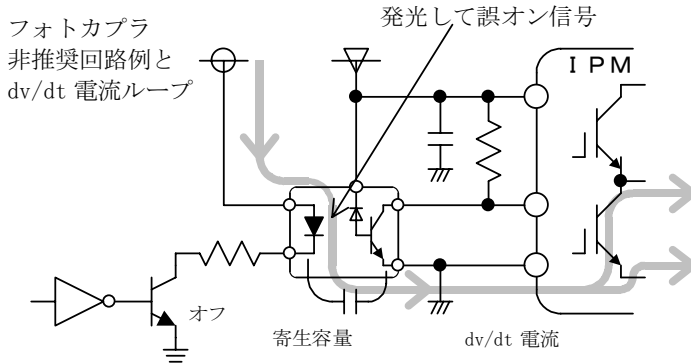 フォトカプラ
非推奨回路例と
dv/dt 電流ループ
発光して誤オン信号
IPM
オフ
寄生容量
dv/dt 電流